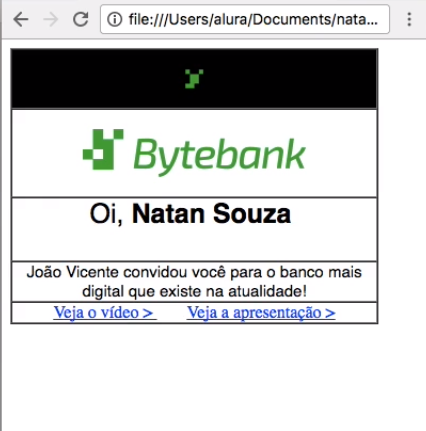 file:///Users/alura/Documents/nata...
Bytebank
Oi, Natan Souza
João Vicente convidou você para o banco mais
digital que existe na atualidade!
Veja o vídeo > Veja a apresentação >